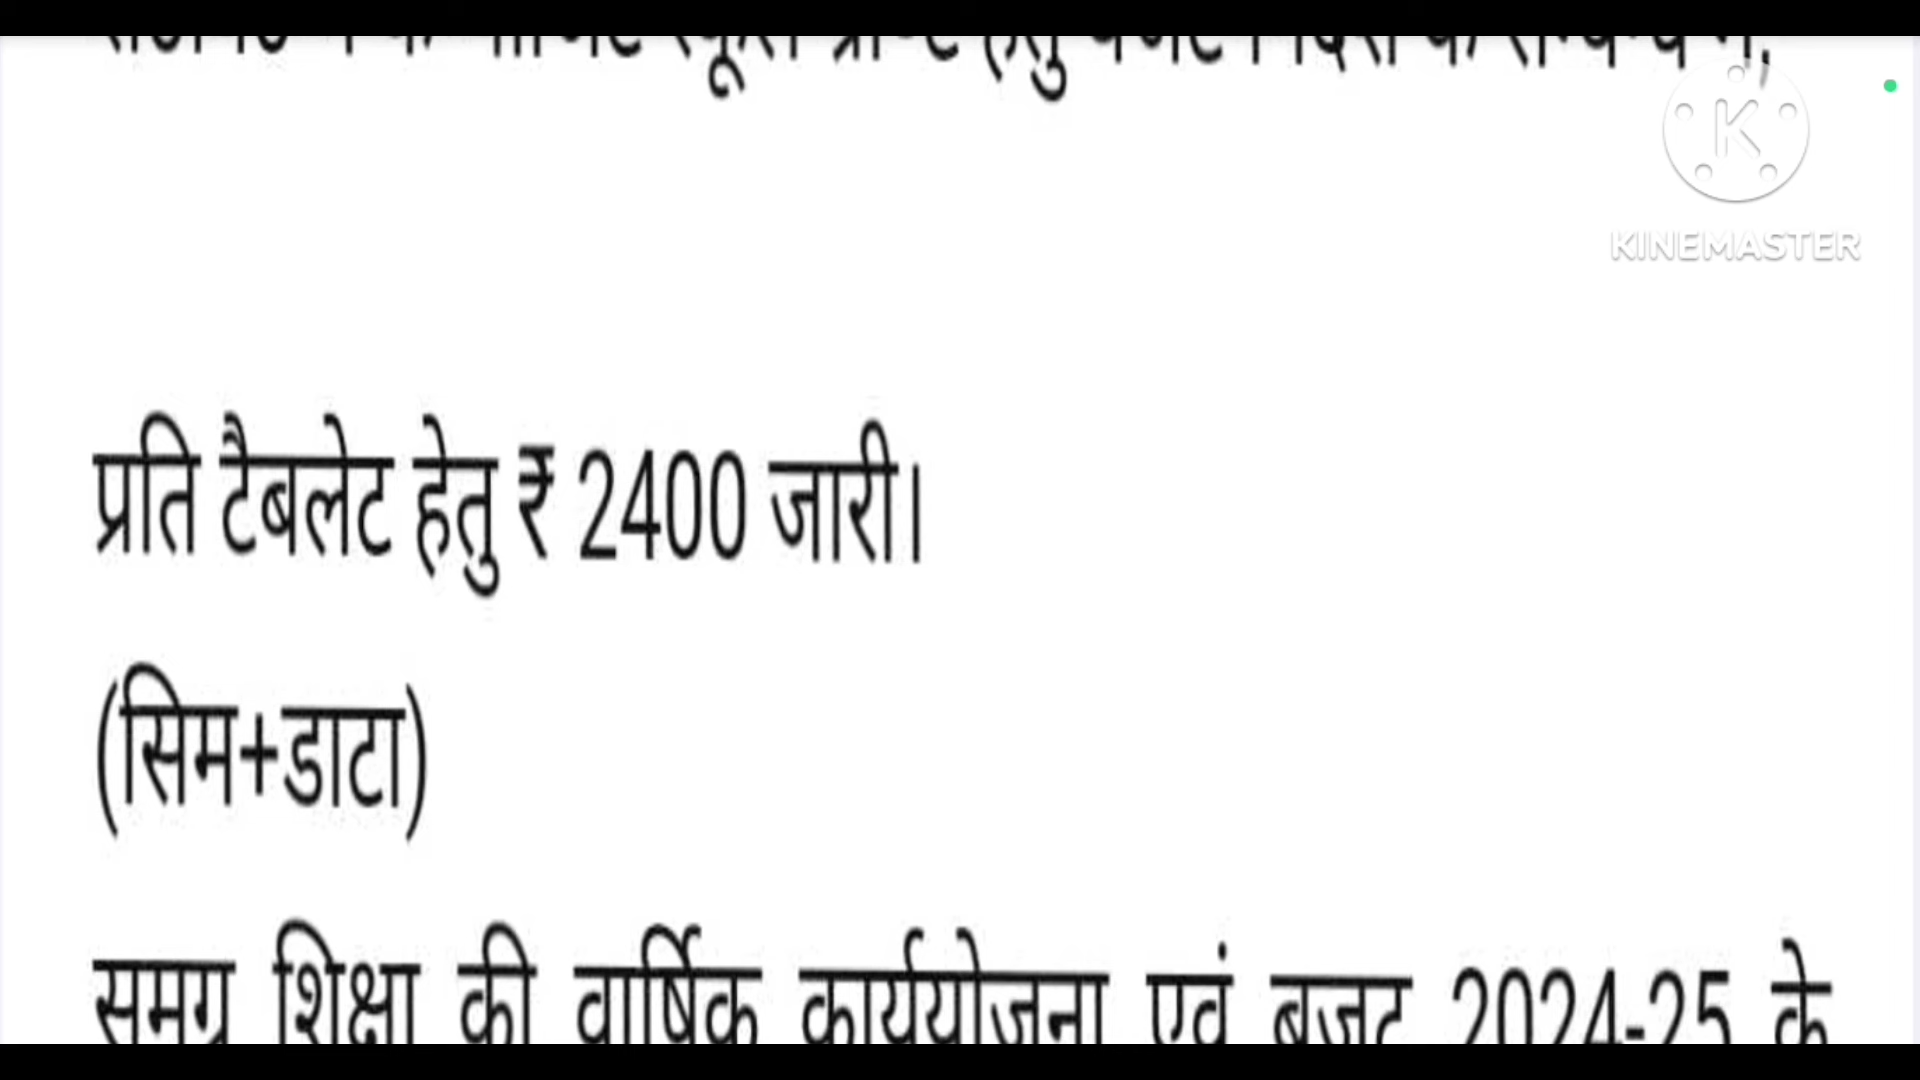 स्कूल ग्रान्ट हेतु के में,
KINEMASTER
प्रति टैबलेट हेतु ₹ 2400 जारी।
(सिम+डाटा)
समग्र शिक्षा की वार्षिक कार्ययोजना एवं बजट 2024-25 के